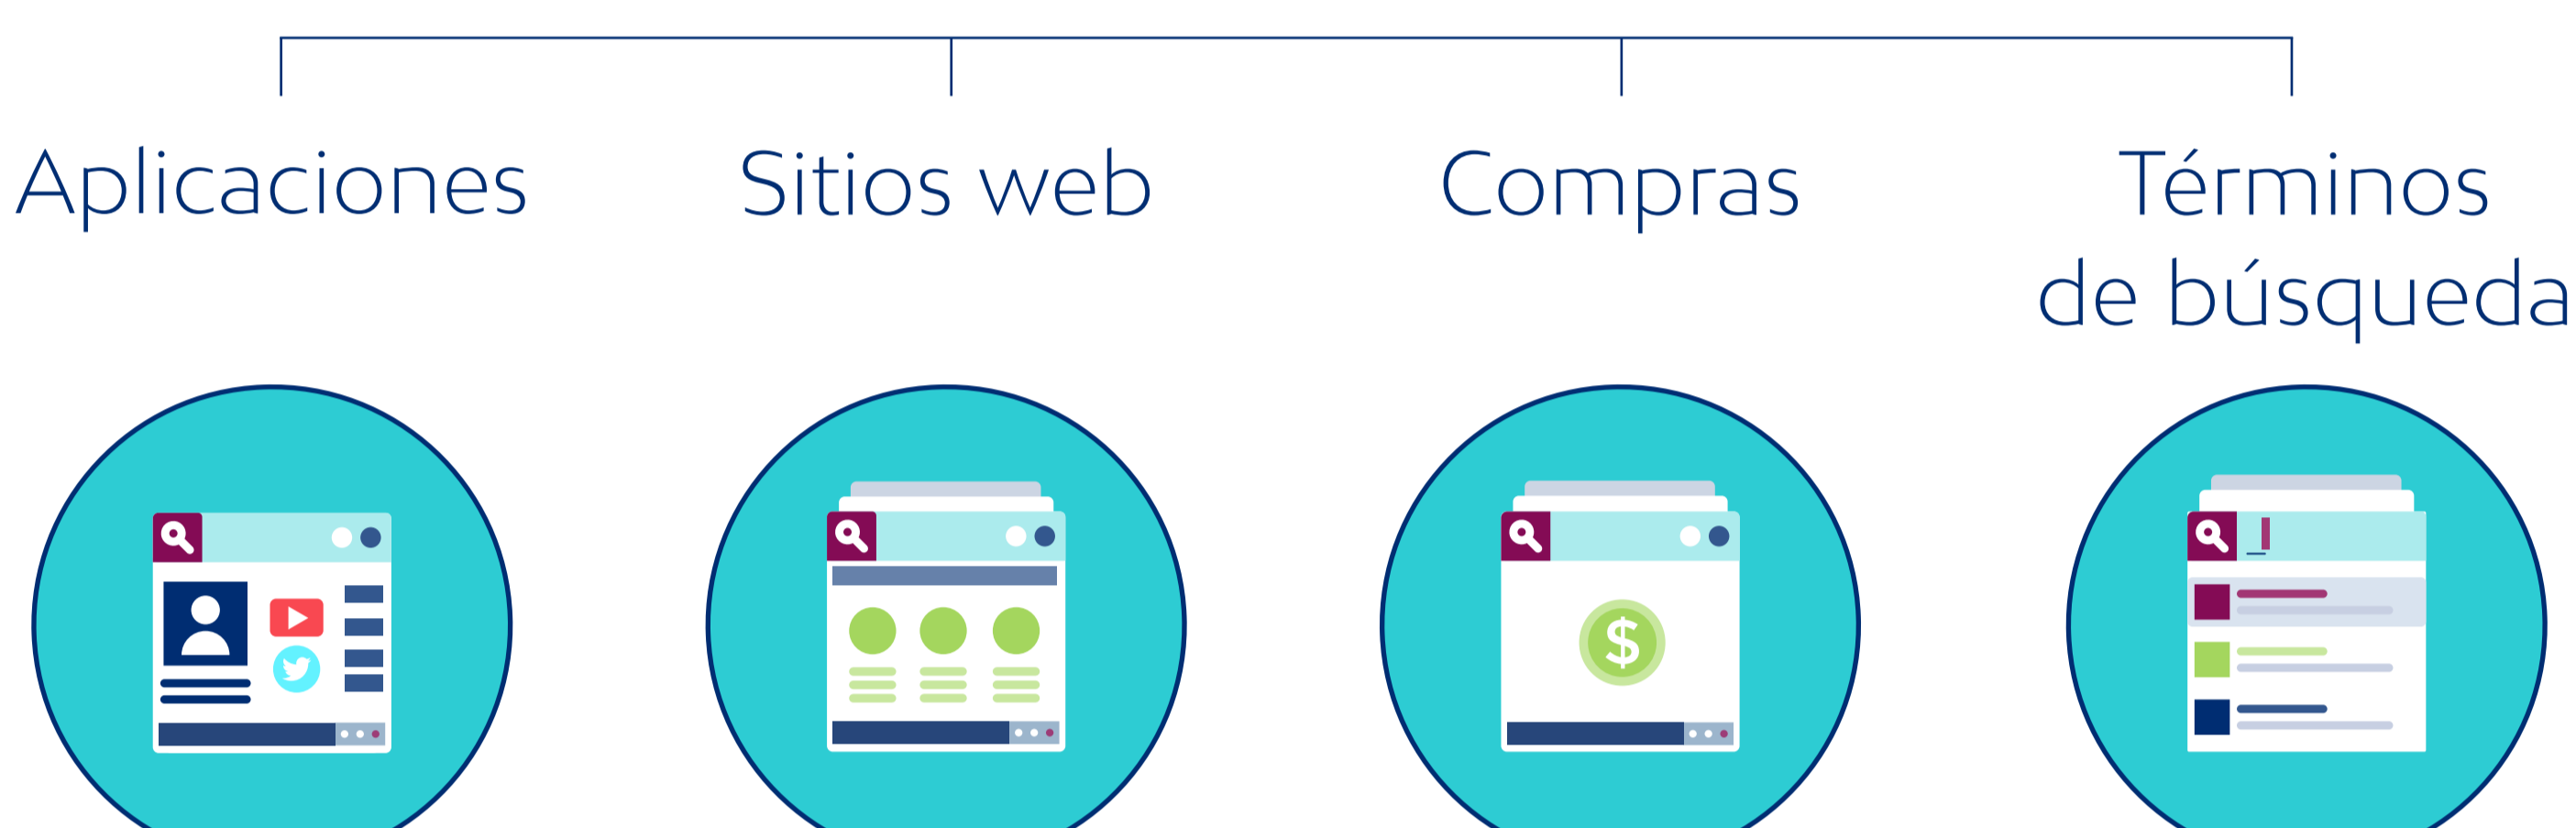 Aplicaciones
Sitios web
Compras
Términos
de búsqueda
$